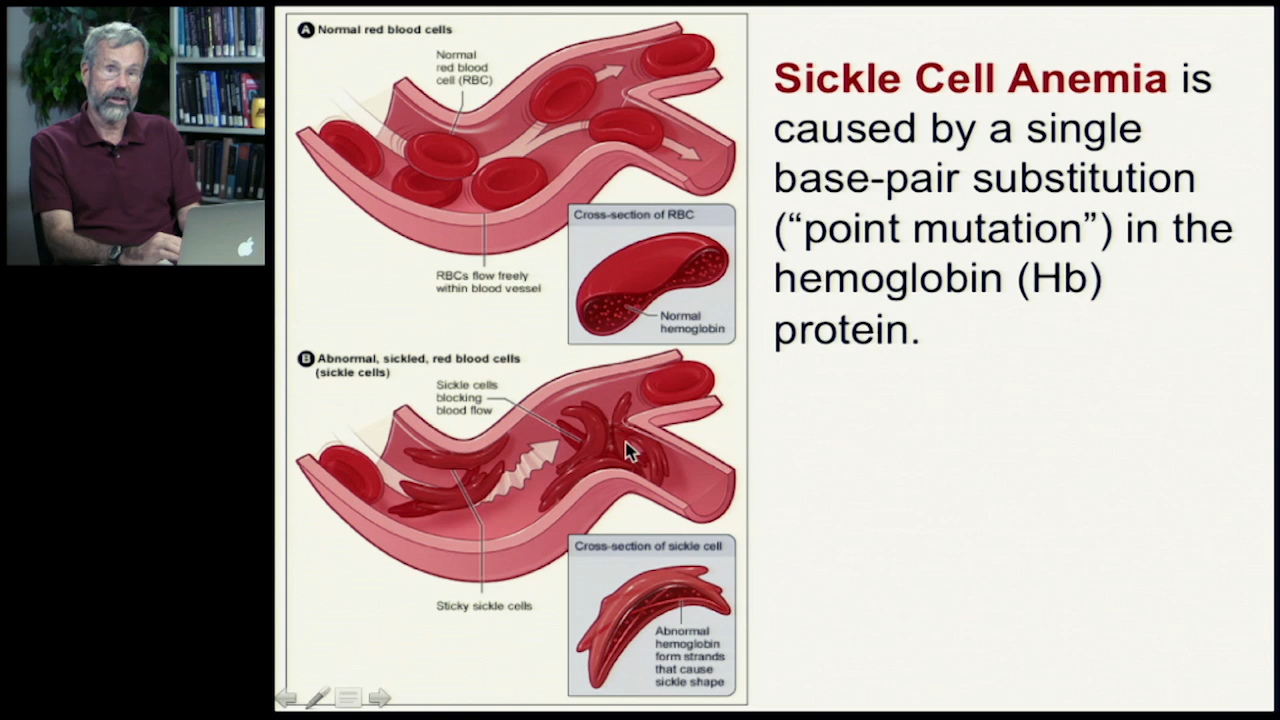 A Normal red blood cells
Normal
red blood
cell (RBC)
RBCs flow freely
within blood vessel
Cross-section of RBC
Normal
hemoglobin
B Abnormal, sickled, red blood cells
(sickle cells)
Sickle cells
blocking
blood flow
Sticky sickle cells
Cross-section of sickle cell
Abnormal
hemoglobin
form strands
that cause
sickle shape
Sickle Cell Anemia is
caused by a single
base-pair substitution
(“point mutation”) in the
hemoglobin (Hb)
protein.